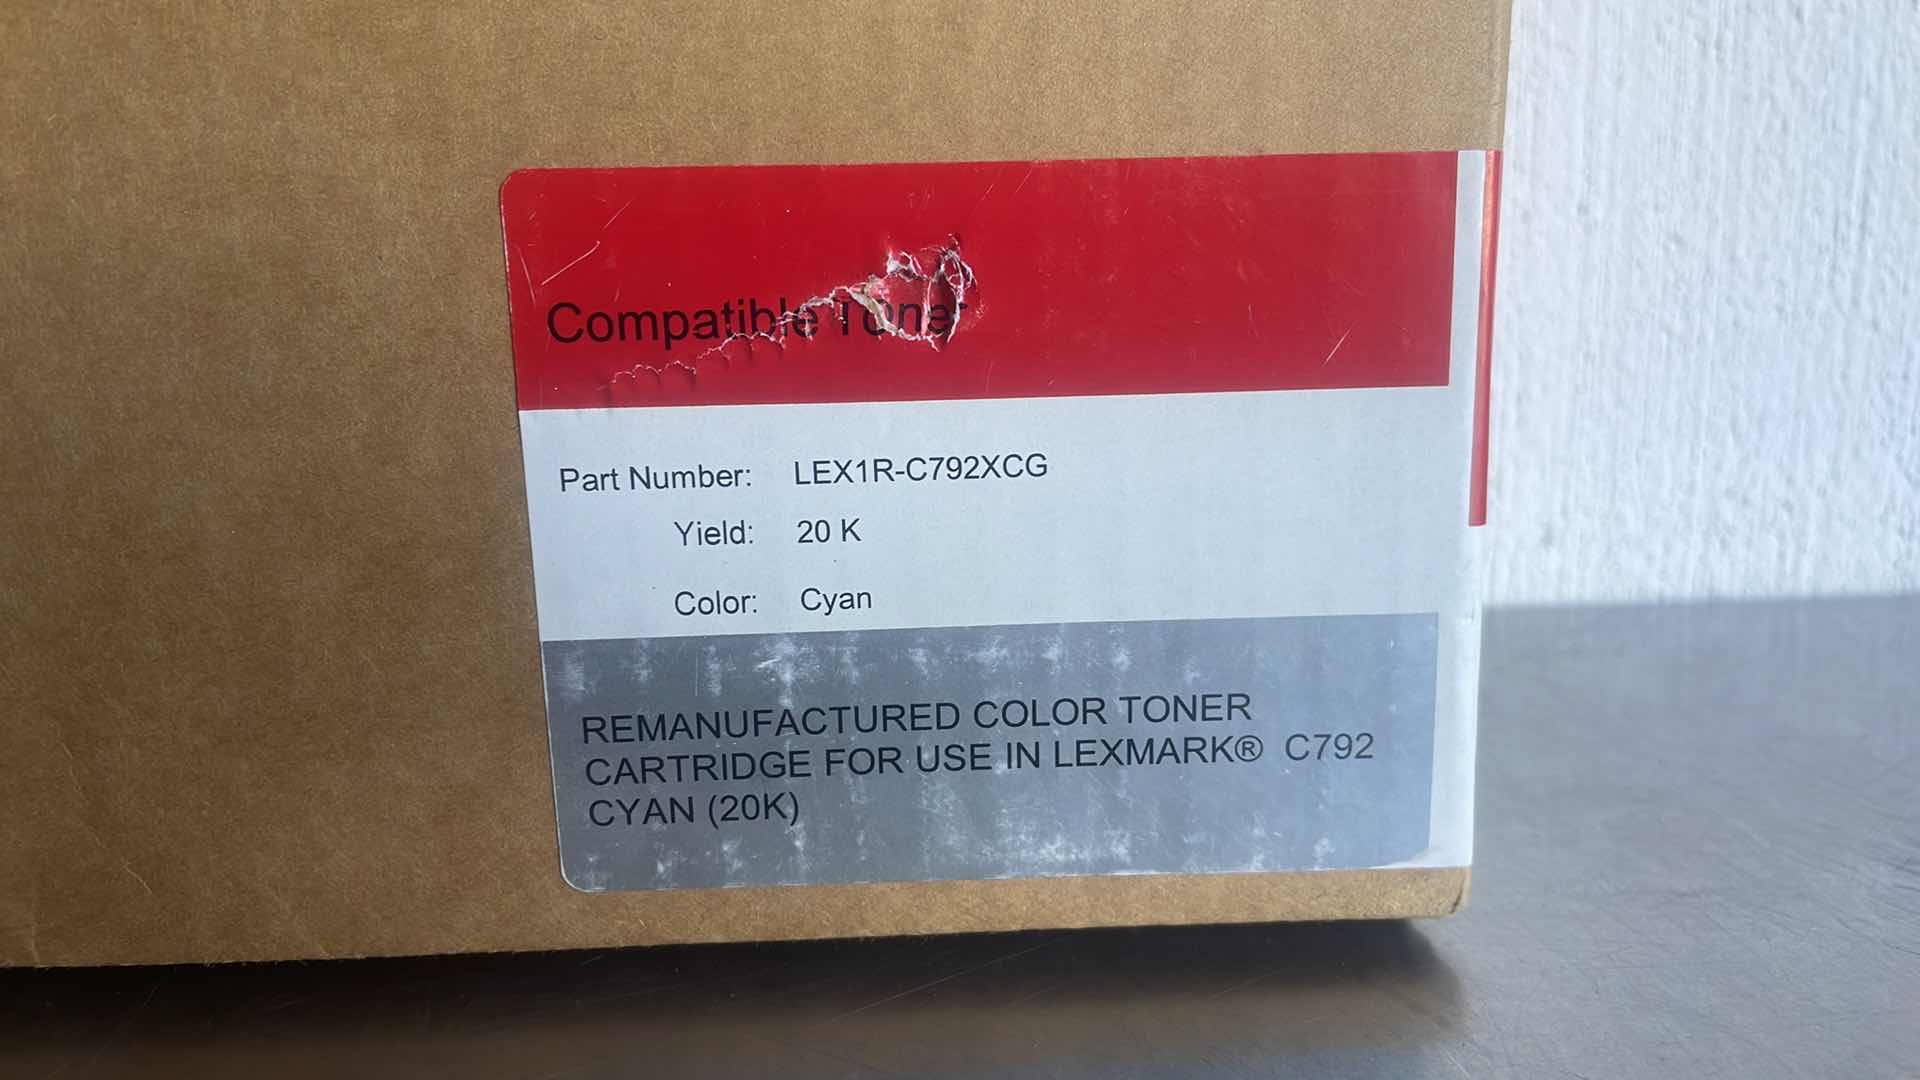 Compatible Toner
Part Number: LEX1R-C792XCG
Yield: 20 K
Color: Cyan
REMANUFACTURED COLOR TONER
CARTRIDGE FOR USE IN LEXMARK® C792
CYAN (20K)